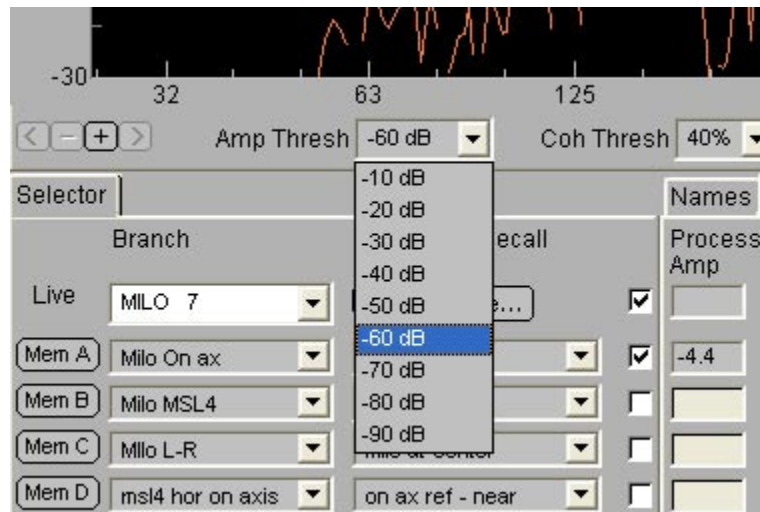 -30
32 63 125
< - + > Amp Thresh -60 dB Coh Thresh 40%
-10 dB
-20 dB
-30 dB
-40 dB
-50 dB
-60 dB
-70 dB
-80 dB
-90 dB
Selector Names
Branch ecall Process
Amp
Live MILO 7 ...
Mem A Milo On ax -4.4
Mem B Milo MSL4
Mem C MIlo L-R
Mem D msl4 hor on axis on ax ref - near